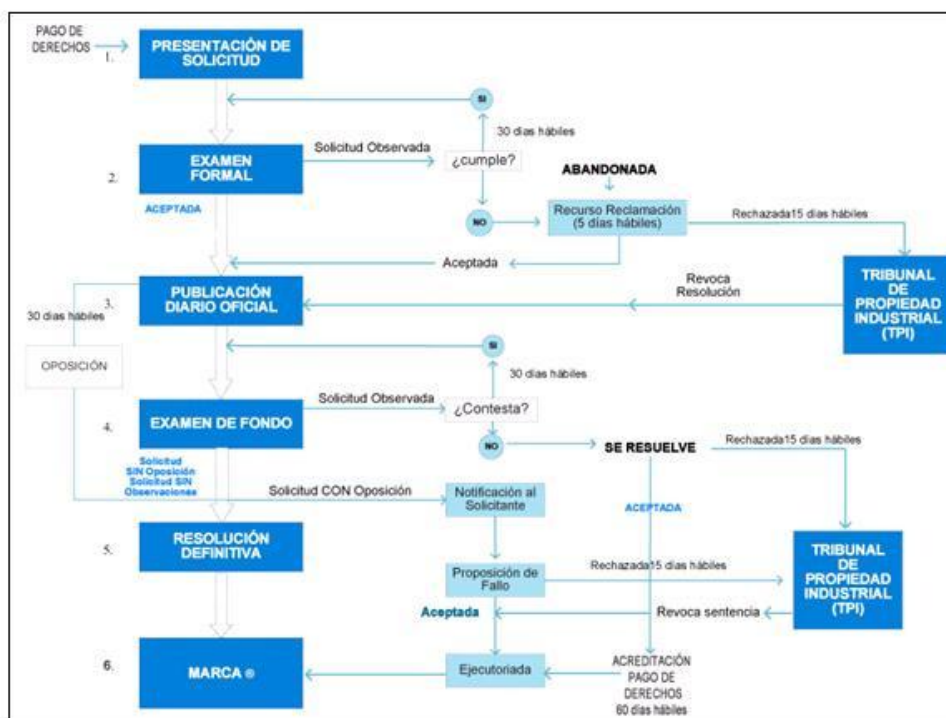 PAGO DE
DERECHOS
1.
PRESENTACIÓN DE
SOLICITUD
SI
30 días hábiles
Solicitud Observada
¿cumple?
2.
EXAMEN
FORMAL
ABANDONADA
ACEPTADA
NO
Recurso Reclamación
(5 días hábiles)
Rechazada15 días hábiles
Aceptada
Revoca
Resolución
TRIBUNAL
DE
PROPIEDAD
INDUSTRIAL
(TPI)
3.
PUBLICACIÓN
DIARIO OFICIAL
30 días hábiles
OPOSICIÓN
SI
30 días hábiles
Solicitud Observada
¿Contesta?
4.
EXAMEN DE FONDO
NO
SE RESUELVE
Rechazada15 días hábiles
Solicitud
SIN Oposición
Solicitud SIN
Observaciones
Solicitud CON Oposición
Notificación al
Solicitante
ACEPTADA
5.
RESOLUCIÓN
DEFINITIVA
TRIBUNAL
DE
PROPIEDAD
INDUSTRIAL
(TPI)
Proposición de
Fallo
Rechazada15 días hábiles
Aceptada
Revoca sentencia
6.
MARCA ®
Ejecutoriada
ACREDITACIÓN
PAGO DE
DERECHOS
60 días hábiles